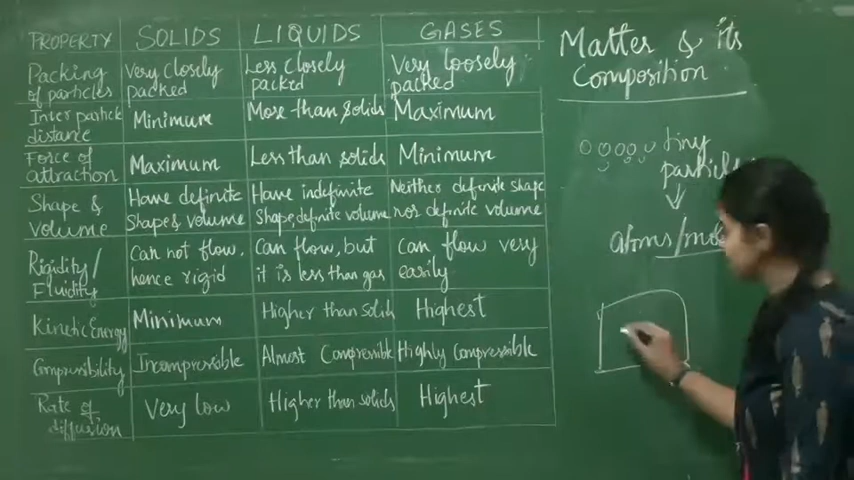 PROPERTY SOLIDS LIQUIDS GASES
Packing of particles
Very closely packed
Less closely packed
Very loosely packed
Inter particle distance
Minimum
More than solids
Maximum
Force of attraction
Maximum
Less than solids
Minimum
Shape & volume
Have definite Shape & volume
Have indefinite Shape, definite volume
Neither definite shape nor definite volume
Rigidity/ Fluidity
Can not flow, hence rigid
Can flow, but it is less than gas
Can flow very easily
Kinetic Energy
Minimum
Higher than solids
Highest
Compressibility
Incompressible
Almost Compressible
Highly Compressible
Rate of diffusion
Very low
Higher than solids
Highest
Matter & its
Composition
tiny
particles
atoms/